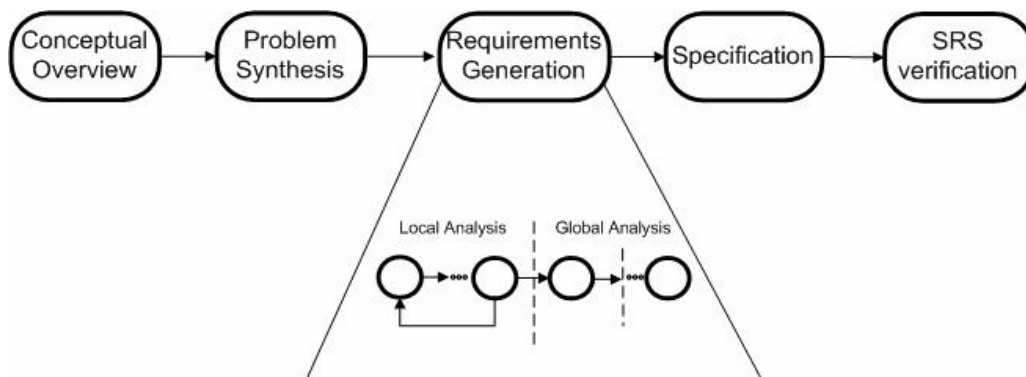 Conceptual
Overview
Problem
Synthesis
Requirements
Generation
Specification
SRS
verification
Local Analysis
Global Analysis